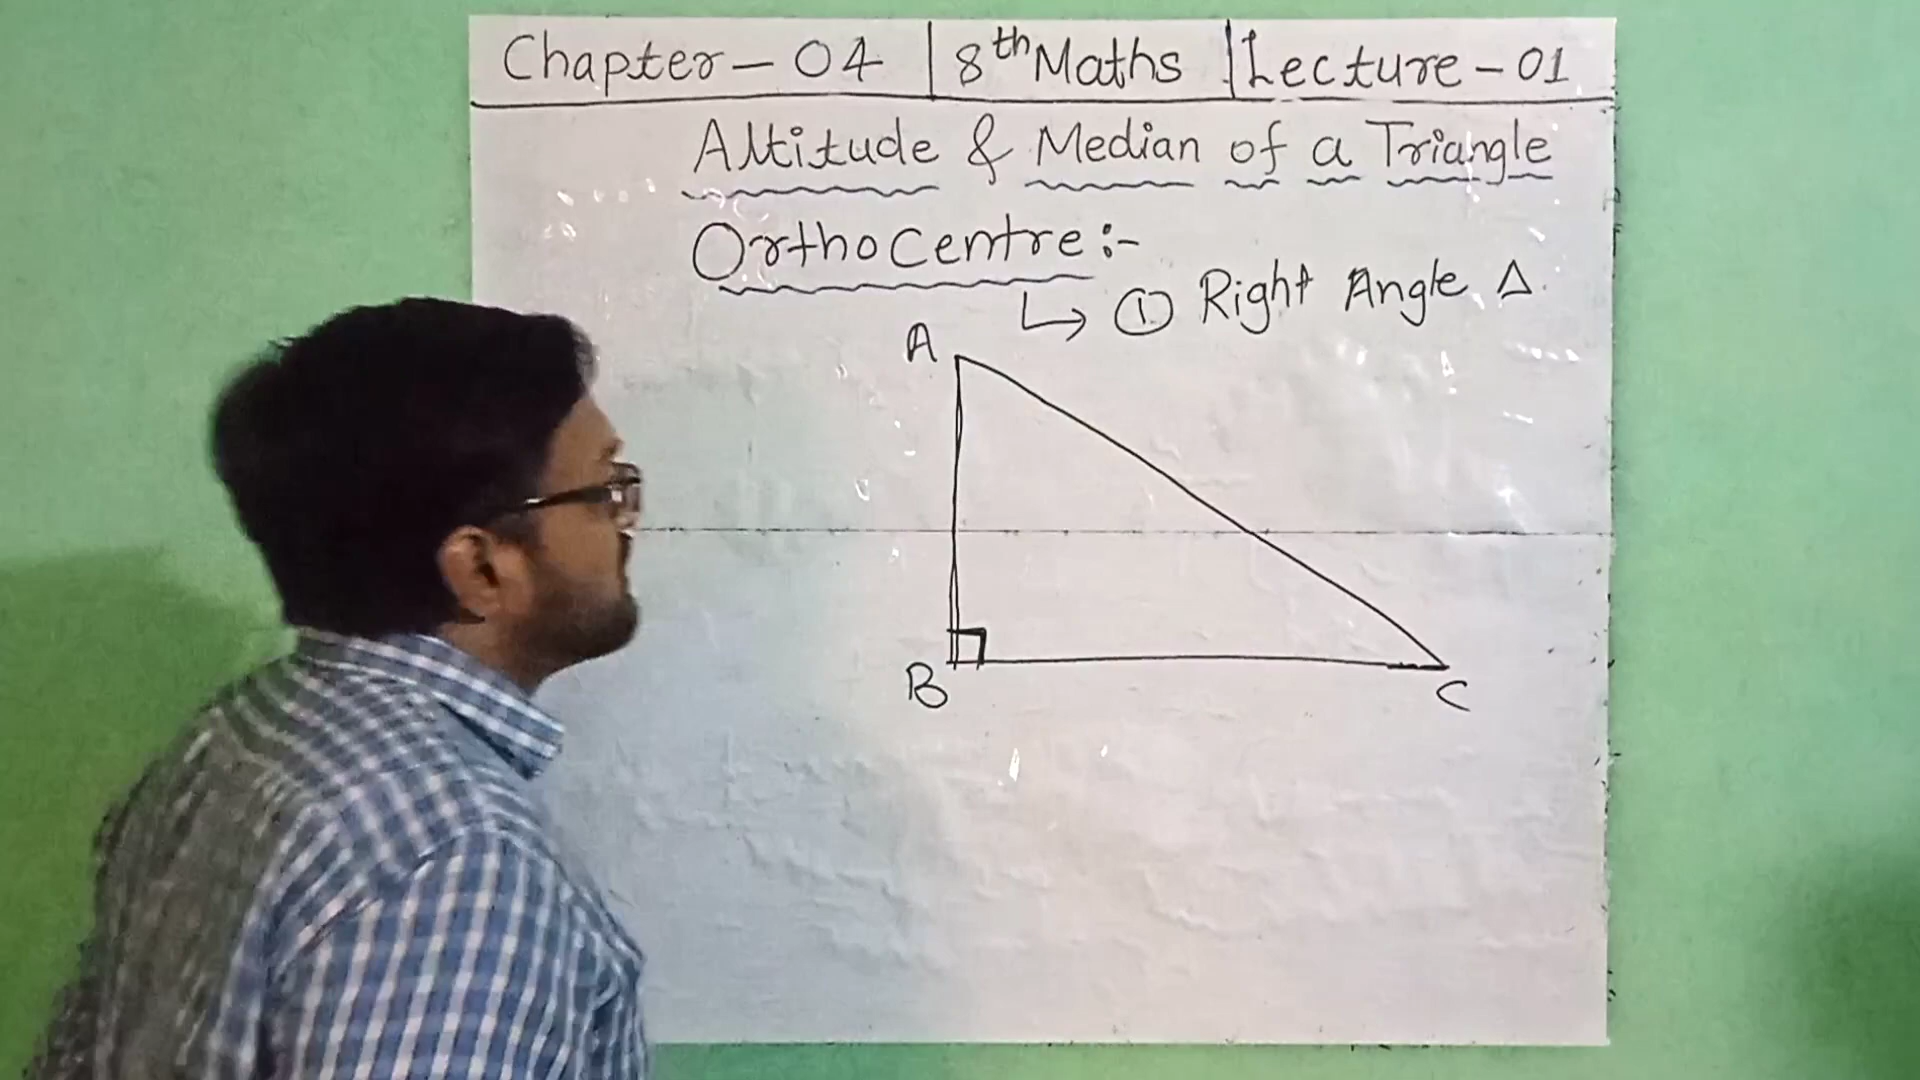 Chapter - 04 | 8th Maths | Lecture - 01
Altitude & Median of a Triangle
Orthocentre :-
↳ ① Right Angle Δ.
A
B
C